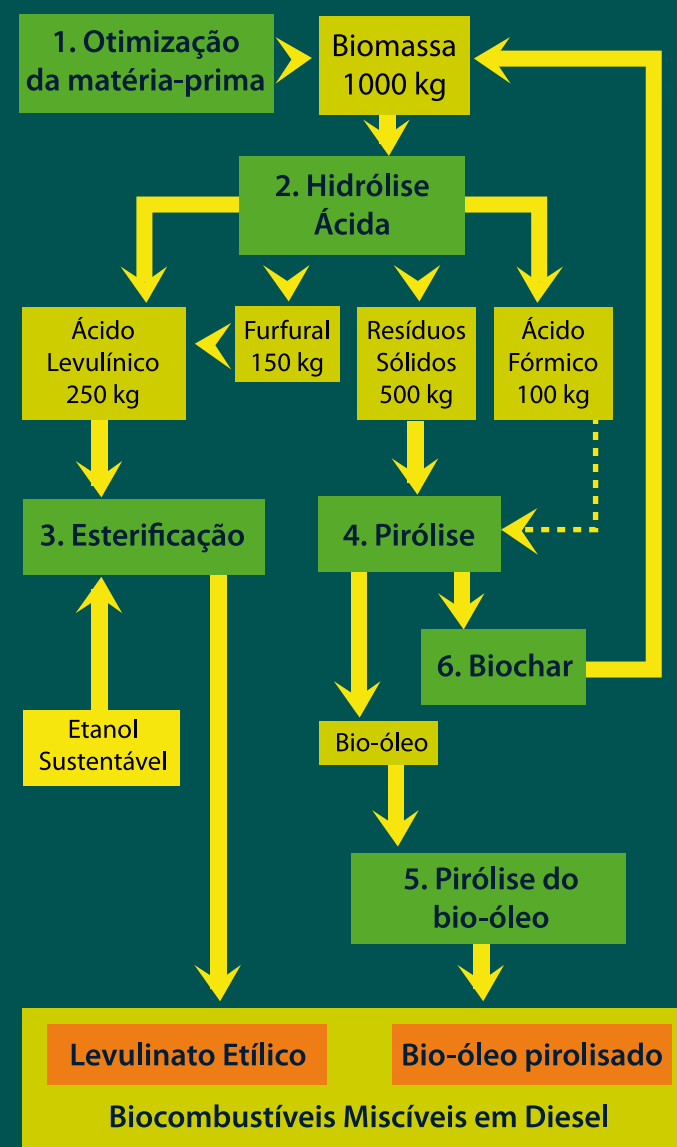 1. Otimização
da matéria-prima
Biomassa
1000 kg
2. Hidrólise
Ácida
Ácido
Levulínico
250 kg
Furfural
150 kg
Resíduos
Sólidos
500 kg
Ácido
Fórmico
100 kg
3. Esterificação
4. Pirólise
6. Biochar
Etanol
Sustentável
Bio-óleo
5. Pirólise do
bio-óleo
Levulinato Etílico
Bio-óleo pirolisado
Biocombustíveis Miscíveis em Diesel